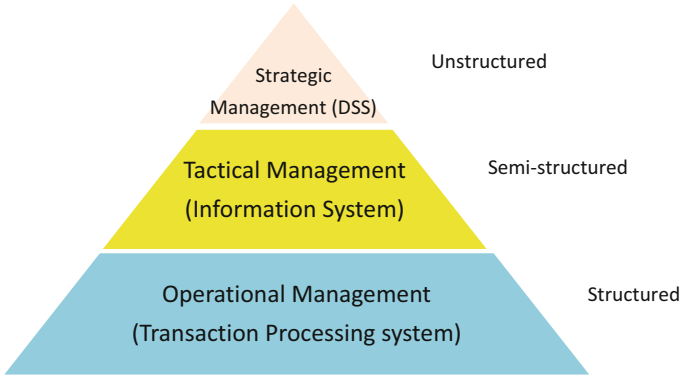 Strategic
Management (DSS)
Unstructured
Tactical Management
(Information System)
Semi-structured
Operational Management
(Transaction Processing system)
Structured